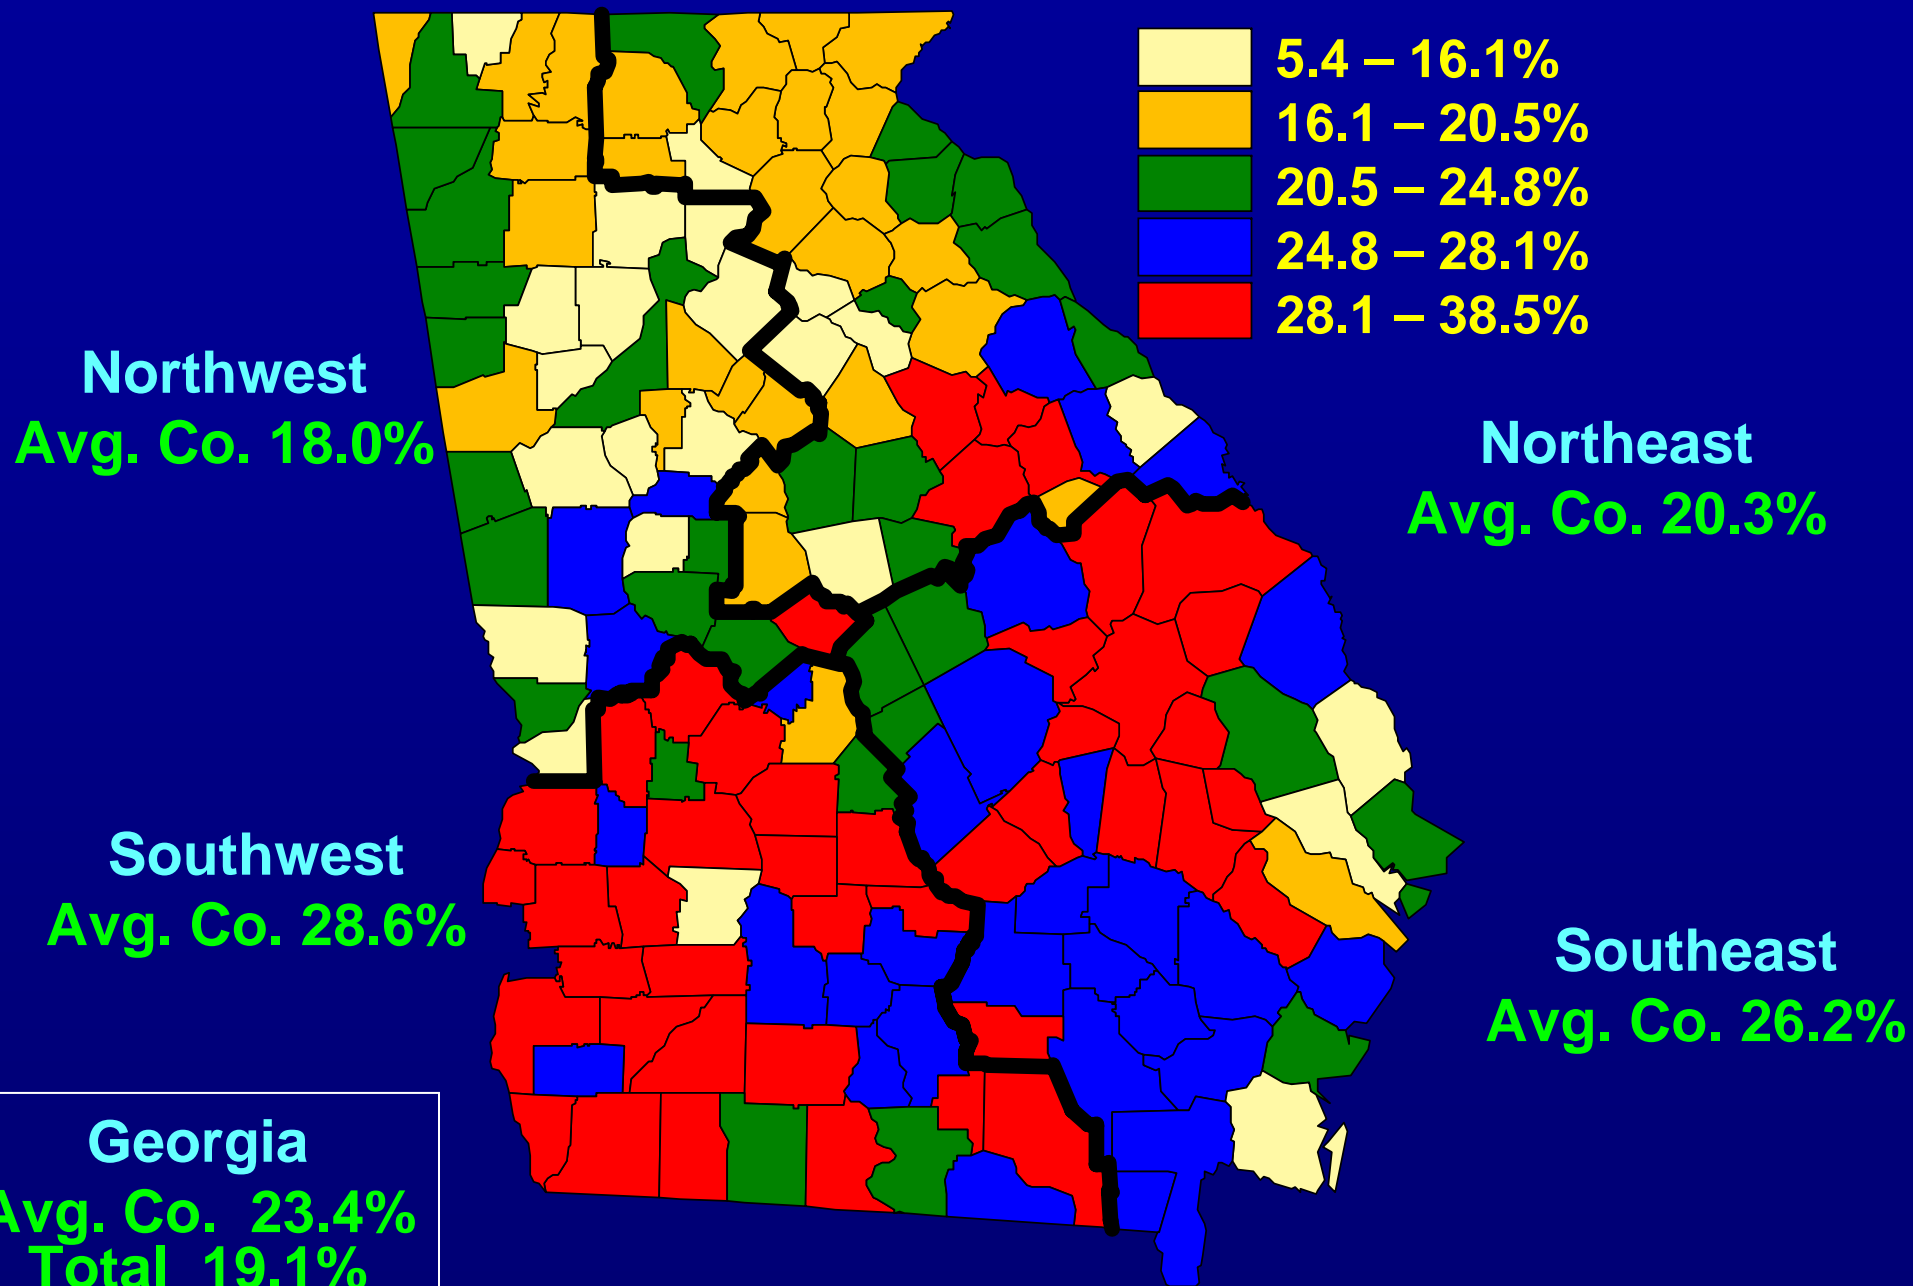 5.4 – 16.1%
16.1 – 20.5%
20.5 – 24.8%
24.8 – 28.1%
28.1 – 38.5%
Northwest
Avg. Co. 18.0%
Northeast
Avg. Co. 20.3%
Southwest
Avg. Co. 28.6%
Southeast
Avg. Co. 26.2%
Georgia
Avg. Co. 23.4%
Total 19.1%